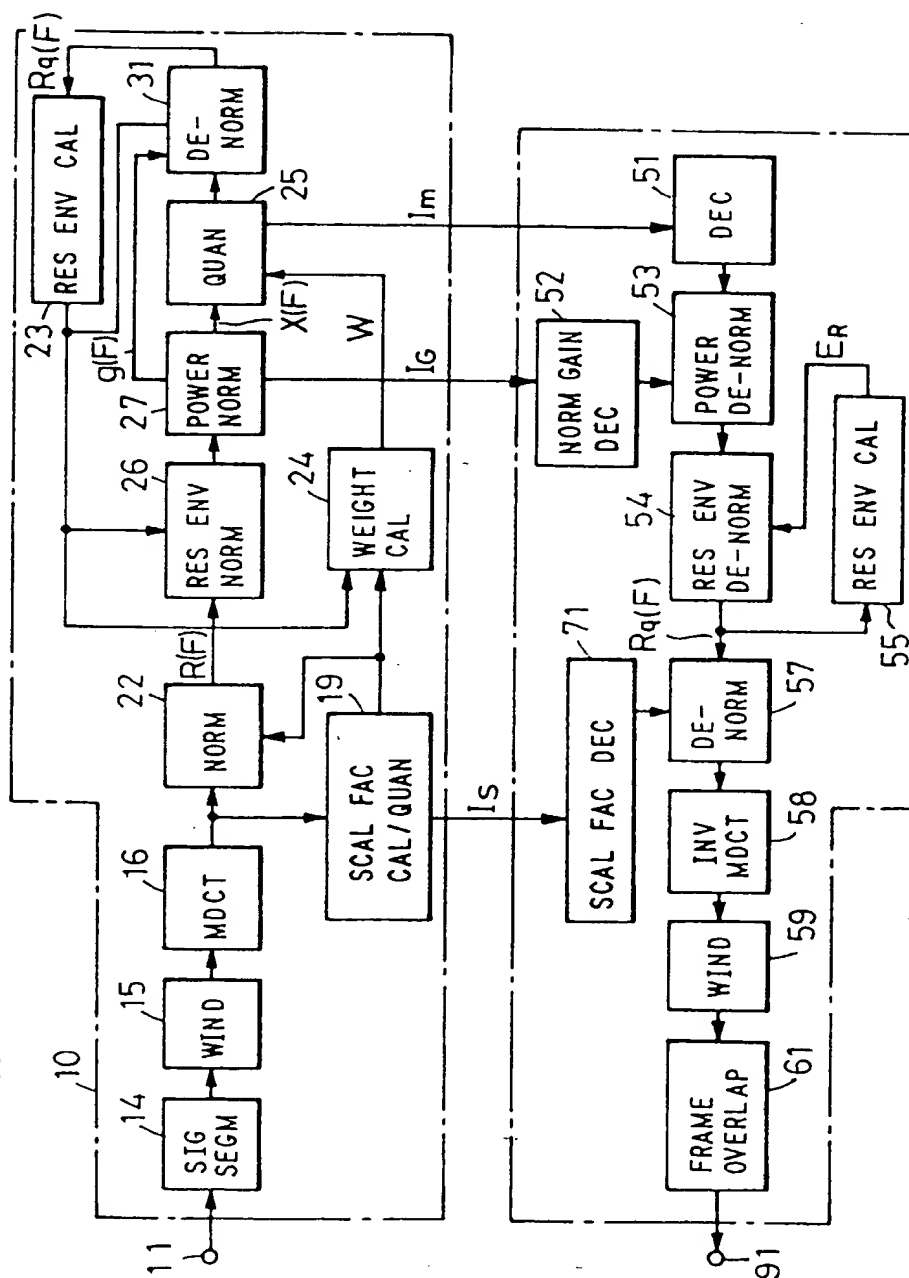 10
11
14
SIG
SEGM
15
WIND
16
MDCT
22
NORM
R(F)
26
RES ENV
NORM
27
POWER
NORM
g(F)
X(F)
25
QUAN
31
DE-
NORM
Rq(F)
23
RES ENV CAL
19
SCAL FAC
CAL/QUAN
24
WEIGHT
CAL
W
IS
IG
Im
71
SCAL FAC DEC
52
NORM GAIN
DEC
51
DEC
53
POWER
DE-NORM
54
RES ENV
DE-NORM
ER
RES ENV CAL
55
Rq(F)
57
DE-
NORM
58
INV
MDCT
59
WIND
61
FRAME
OVERLAP
91